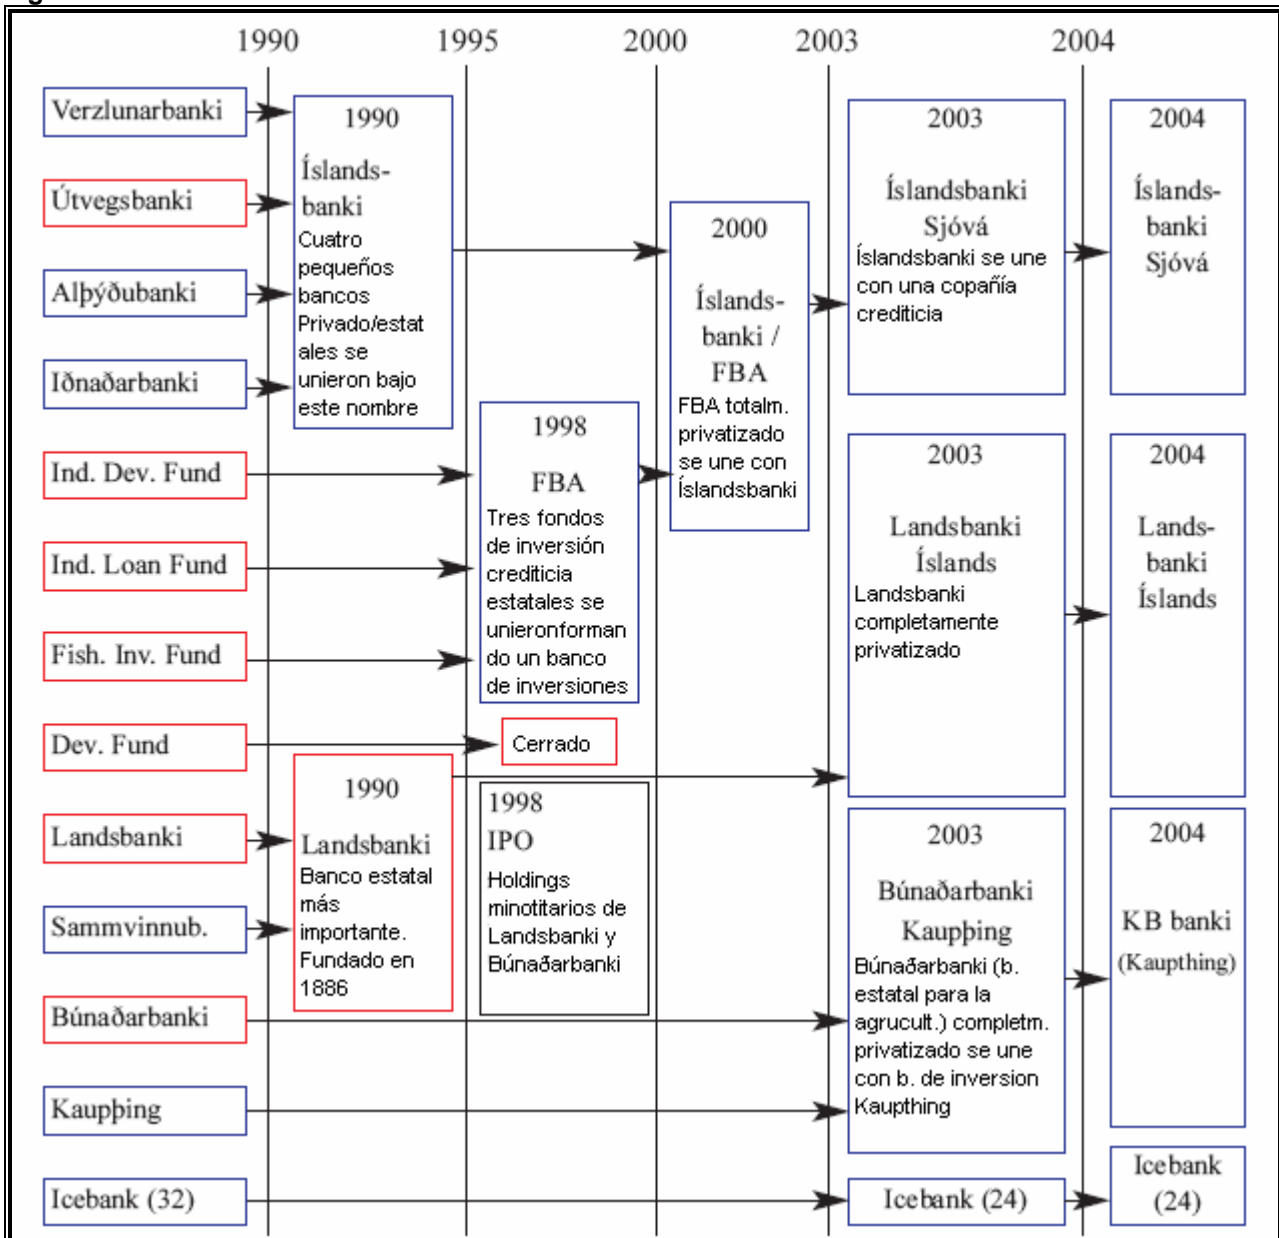 1990
1995
2000
2003
2004
Verzlunarbanki
Útvegsbanki
Alþýðubanki
Iðnaðarbanki
Ind. Dev. Fund
Ind. Loan Fund
Fish. Inv. Fund
Dev. Fund
Landsbanki
Sammvinnub.
Búnaðarbanki
Kaupþing
Icebank (32)
1990
Íslands-
banki
Cuatro
pequeños
bancos
Privado/estat
ales se
unieron bajo
este nombre
1990
Landsbanki
Banco estatal
más
importante.
Fundado en
1886
1998
FBA
Tres fondos
de inversión
crediticia
estatales se
unieronforman
do un banco
de inversiones
Cerrado
1998
IPO
Holdings
minotitarios de
Landsbanki y
Búnaðarbanki
2000
Íslands-
banki /
FBA
FBA totalm.
privatizado
se une con
Íslandsbanki
2003
Íslandsbanki
Sjóvá
Íslandsbanki se une
con una copañía
crediticia
2003
Landsbanki
Íslands
Landsbanki
completamente
privatizado
2003
Búnaðarbanki
Kaupþing
Búnaðarbanki (b.
estatal para la
agrucult.) completm.
privatizado se une
con b. de inversion
Kaupthing
Icebank (24)
2004
Íslands-
banki
Sjóvá
2004
Lands-
banki
Íslands
2004
KB banki
(Kaupthing)
Icebank
(24)